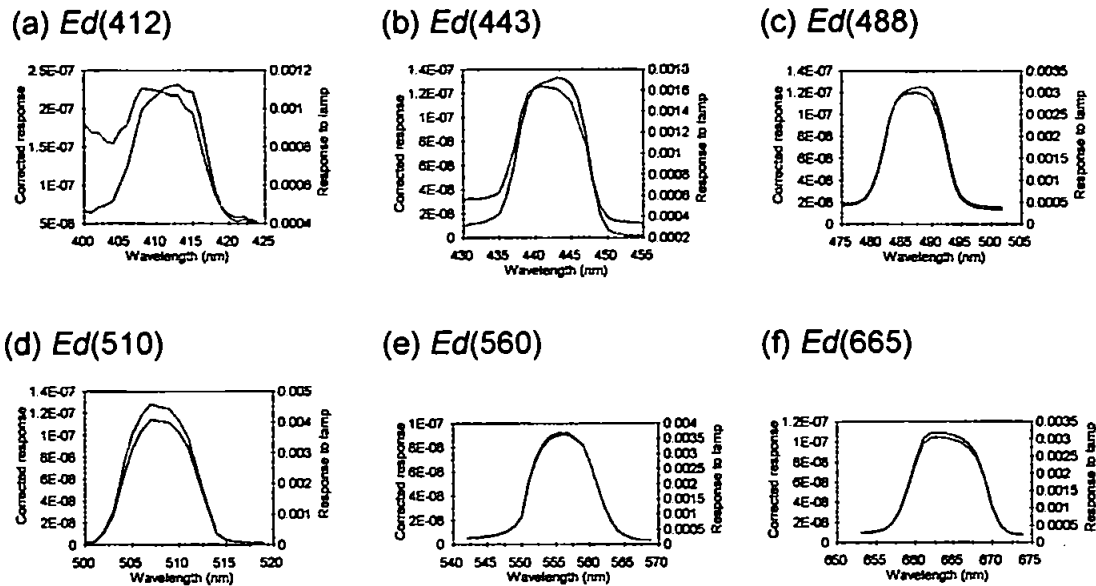 (a) Ed(412)
2.5E-07
2E-07
1.5E-07
1E-07
5E-08
Corrected response
0.0012
0.001
0.0008
0.0006
0.0004
Response to lamp
400 405 410 415 420 425
Wavelength (nm)
(b) Ed(443)
1.4E-07
1.2E-07
1E-07
8E-08
6E-08
4E-08
2E-08
0
Corrected response
0.0018
0.0016
0.0014
0.0012
0.001
0.0008
0.0006
0.0004
0.0002
Response to lamp
430 435 440 445 450 455
Wavelength (nm)
(c) Ed(488)
1.4E-07
1.2E-07
1E-07
8E-08
6E-08
4E-08
2E-08
0
Corrected response
0.0035
0.003
0.0025
0.002
0.0015
0.001
0.0005
0
Response to lamp
475 480 485 490 495 500 505
Wavelength (nm)
(d) Ed(510)
1.4E-07
1.2E-07
1E-07
8E-08
6E-08
4E-08
2E-08
0
Corrected response
0.005
0.004
0.003
0.002
0.001
0
Response to lamp
500 505 510 515 520
Wavelength (nm)
(e) Ed(560)
1E-07
8E-08
6E-08
4E-08
2E-08
0
Corrected response
0.004
0.0035
0.003
0.0025
0.002
0.0015
0.001
0.0005
0
Response to lamp
540 545 550 555 560 565 570
Wavelength (nm)
(f) Ed(665)
1.2E-07
1E-07
8E-08
6E-08
4E-08
2E-08
0
Corrected response
0.0035
0.003
0.0025
0.002
0.0015
0.001
0.0005
0
Response to lamp
650 655 660 665 670 675
Wavelength (nm)